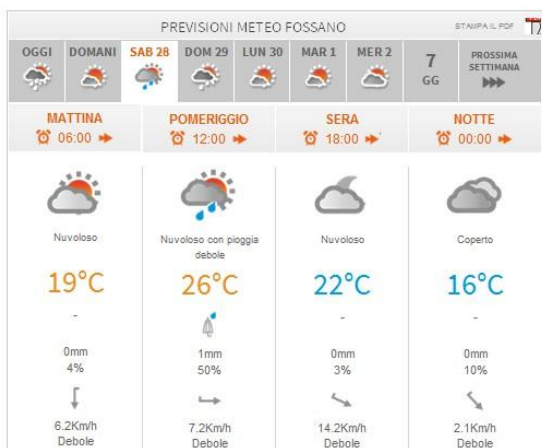 PREVISIONI METEO FOSSANO
STAMPA IL PDF
OGGI DOMANI SAB 28 DOM 29 LUN 30 MAR 1 MER 2 7 GG PROSSIMA SETTIMANA
MATTINA POMERIGGIO SERA NOTTE
06:00 12:00 18:00 00:00
Nuvoloso Nuvoloso con pioggia debole Nuvoloso Coperto
19°C 26°C 22°C 16°C
- - -
0mm 1mm 0mm 0mm
4% 50% 3% 10%
6.2Km/h 7.2Km/h 14.2Km/h 2.1Km/h
Debole Debole Debole Debole